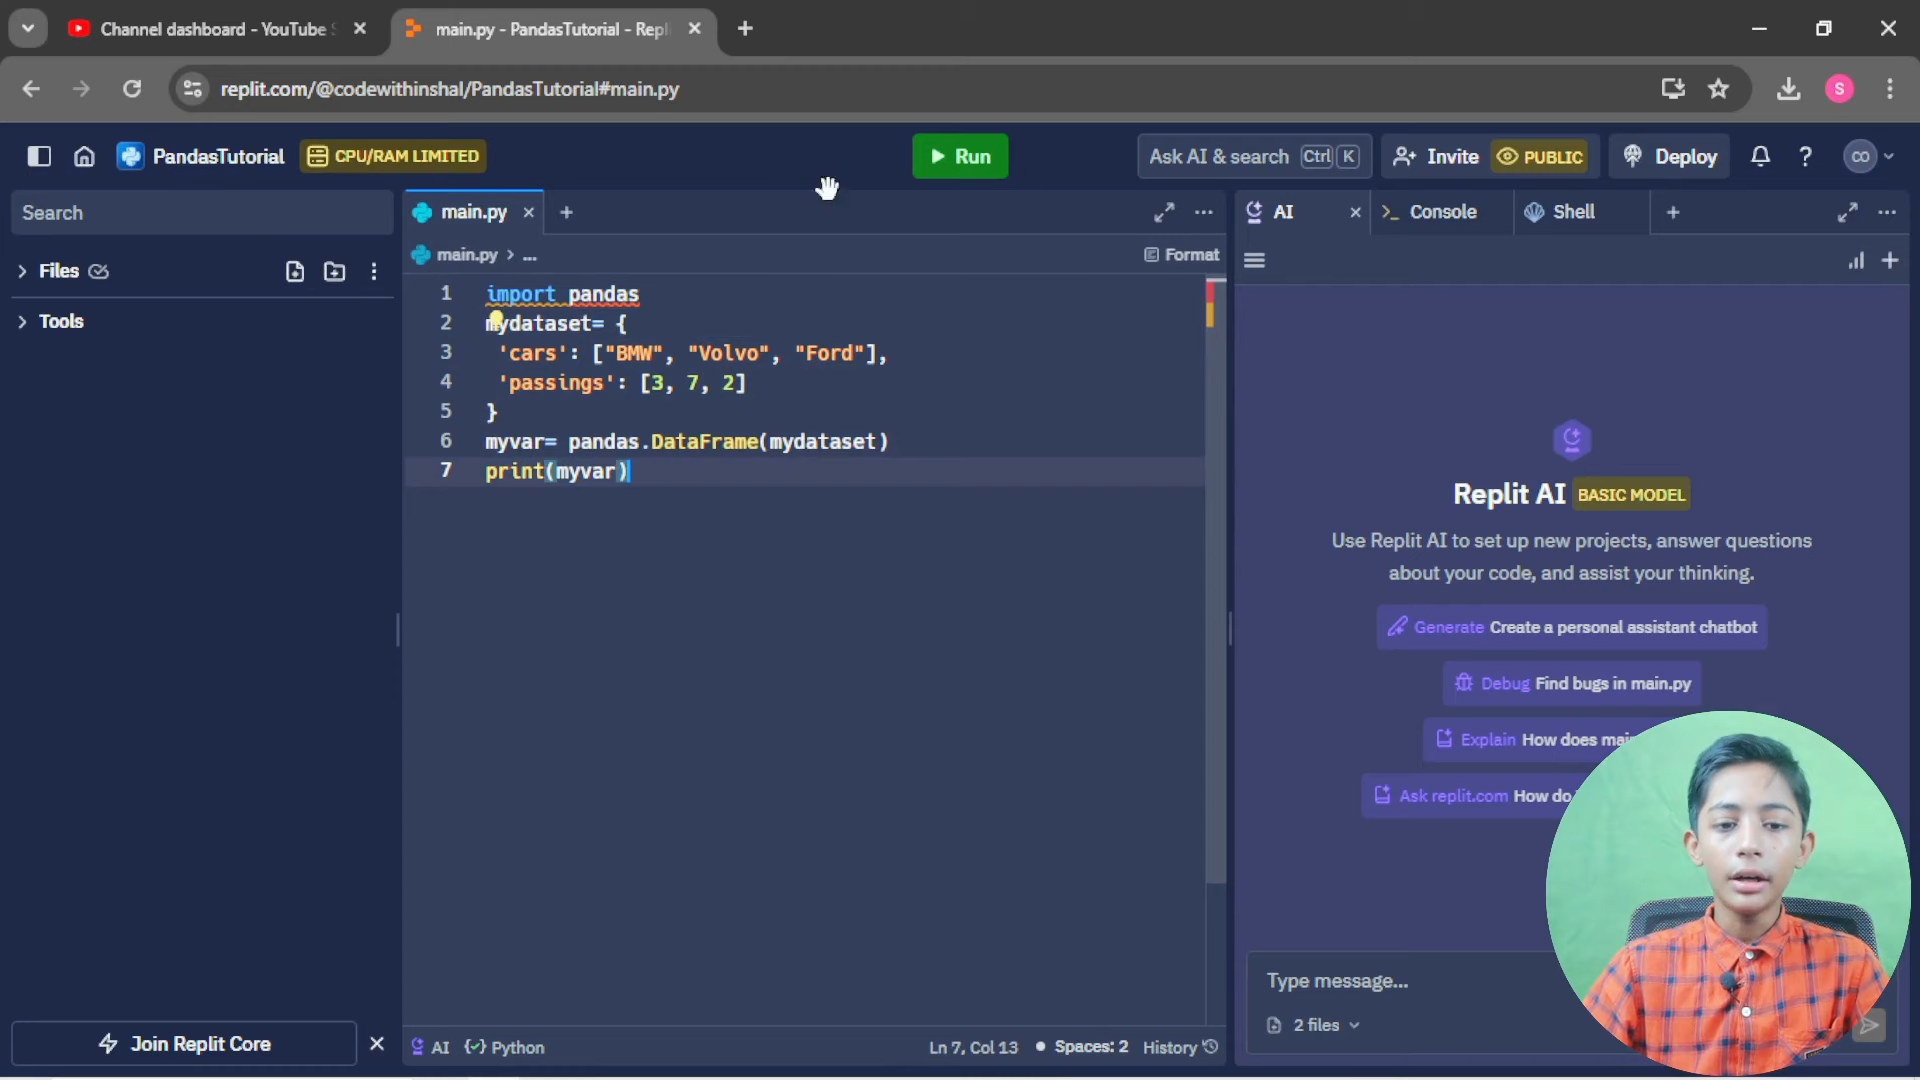 Channel dashboard - YouTube S
main.py - PandasTutorial - Repl
replit.com/@codewithinshal/PandasTutorial#main.py
S
PandasTutorial
CPU/RAM LIMITED
Run
Ask AI & search Ctrl K
Invite PUBLIC
Deploy
?
CO
Search
main.py
AI
Console
Shell
Files
main.py > ...
Format
1 import pandas
2 mydataset= {
3 'cars': ["BMW", "Volvo", "Ford"],
4 'passings': [3, 7, 2]
5 }
6 myvar= pandas.DataFrame(mydataset)
7 print(myvar)
Tools
Replit AI BASIC MODEL
Use Replit AI to set up new projects, answer questions
about your code, and assist your thinking.
Generate Create a personal assistant chatbot
Debug Find bugs in main.py
Explain How does
Ask replit.com How do
Type message...
2 files
Join Replit Core
AI
Python
Ln 7, Col 13
Spaces: 2
History